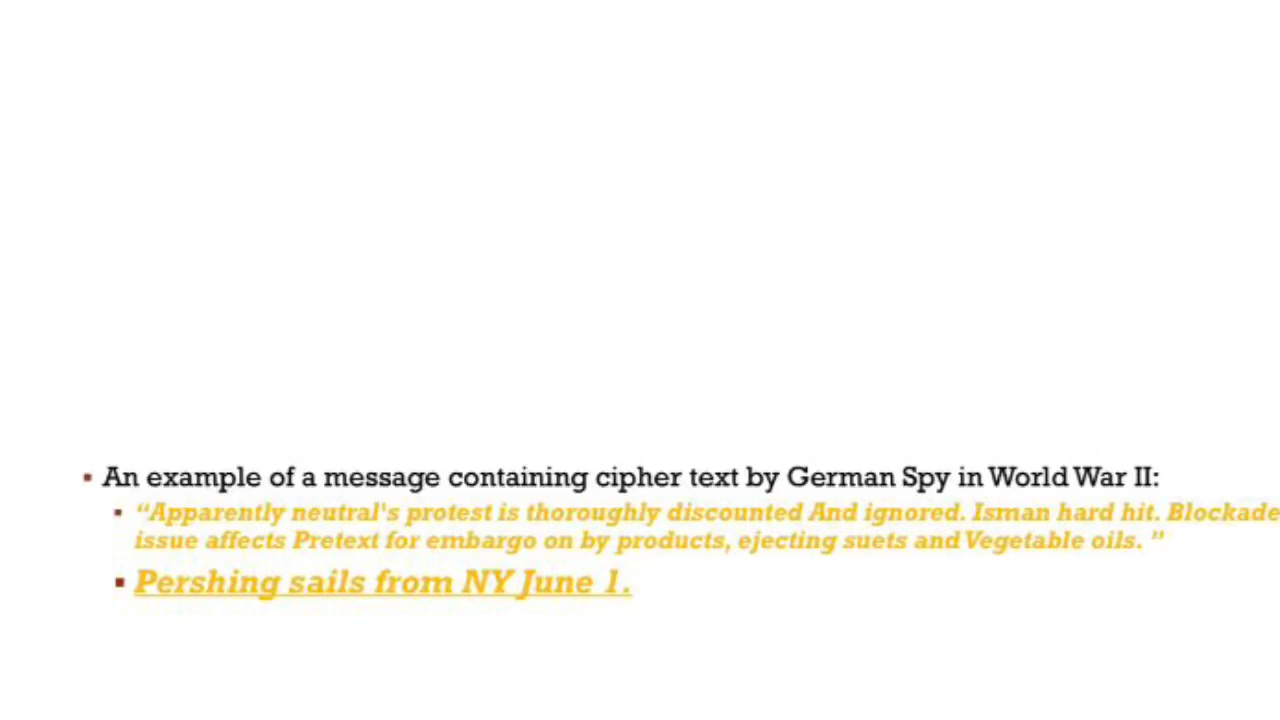 ▪ An example of a message containing cipher text by German Spy in World War II:
▪ “Apparently neutral's protest is thoroughly discounted And ignored. Isman hard hit. Blockade
issue affects Pretext for embargo on by products, ejecting suets and Vegetable oils. ”
▪ Pershing sails from NY June 1.